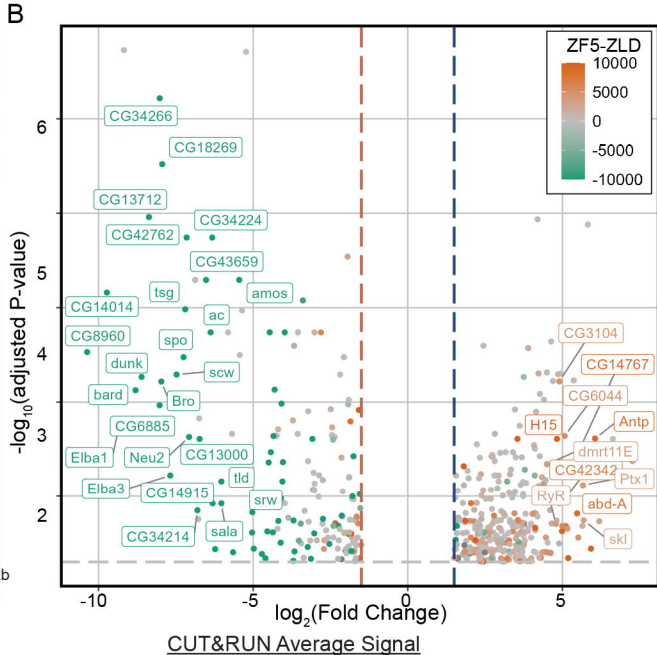 B
ZF5-ZLD
10000
5000
0
-5000
-10000
-log10(adjusted P-value)
6
5
4
3
2
CG34266
CG18269
CG13712
CG34224
CG42762
CG43659
tsg
amos
CG14014
ac
CG8960
spo
dunk
scw
bard
Bro
CG6885
Elba1
Neu2
CG13000
tld
Elba3
CG14915
srw
CG34214
sala
CG3104
CG14767
CG6044
H15
Antp
dmrt11E
CG42342
Ptx1
RyR
abd-A
skl
tb
-10
-5
0
5
log2(Fold Change)
CUT&RUN Average Signal